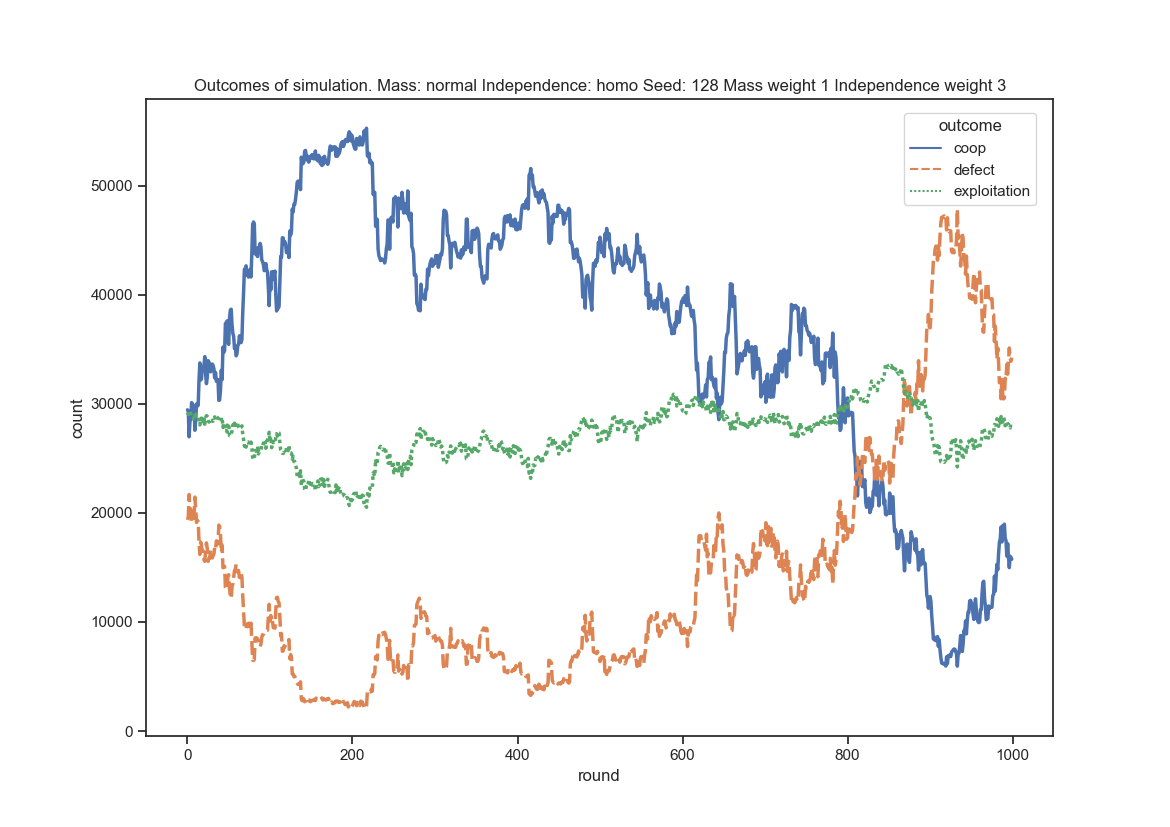 Outcomes of simulation. Mass: normal Independence: homo Seed: 128 Mass weight 1 Independence weight 3
outcome
coop
defect
exploitation
50000
40000
30000
20000
10000
0
count
0 200 400 600 800 1000
round